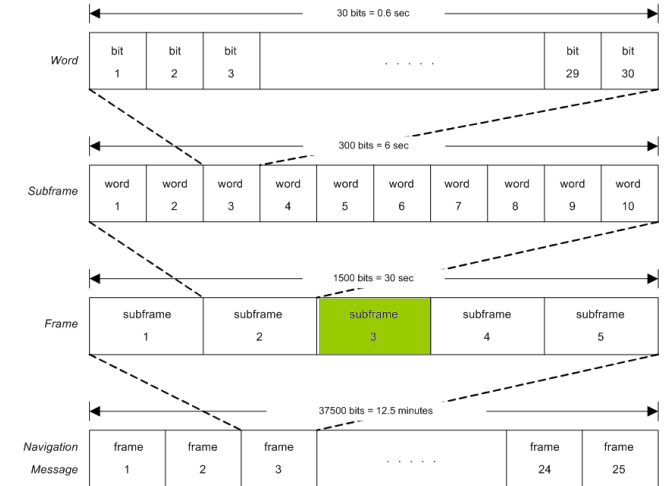 30 bits = 0.6 sec
Word
bit bit bit bit bit
1 2 3 . . . . . 29 30
300 bits = 6 sec
Subframe
word word word word word word word word word word
1 2 3 4 5 6 7 8 9 10
1500 bits = 30 sec
Frame
subframe subframe subframe subframe subframe
1 2 3 4 5
37500 bits = 12.5 minutes
Navigation frame frame frame frame frame
Message 1 2 3 . . . . . 24 25